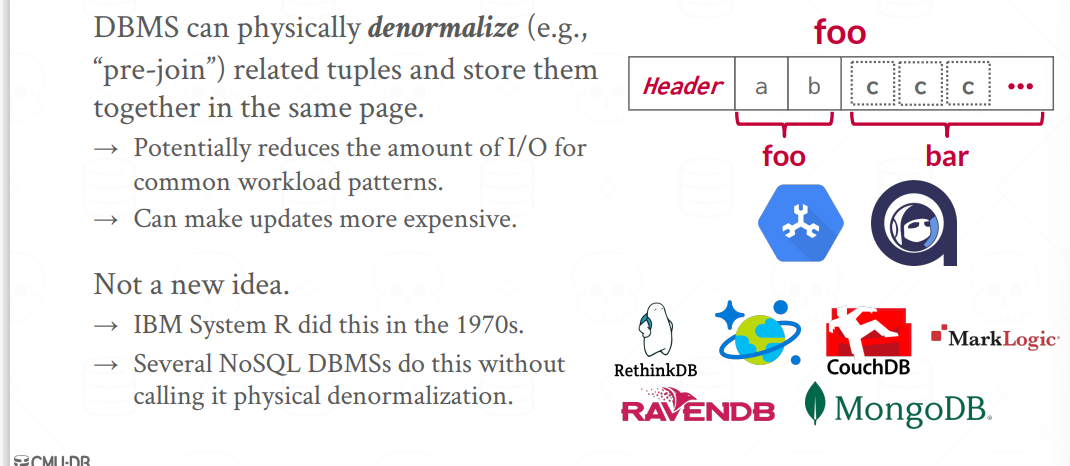 DBMS can physically denormalize (e.g.,
“pre-join”) related tuples and store them
together in the same page.
→ Potentially reduces the amount of I/O for
common workload patterns.
→ Can make updates more expensive.
Not a new idea.
→ IBM System R did this in the 1970s.
→ Several NoSQL DBMSs do this without
calling it physical denormalization.
foo
Header a b c c c •••
foo bar
RethinkDB
CouchDB
MarkLogic
RAVENDB
MongoDB.
CMU·DB